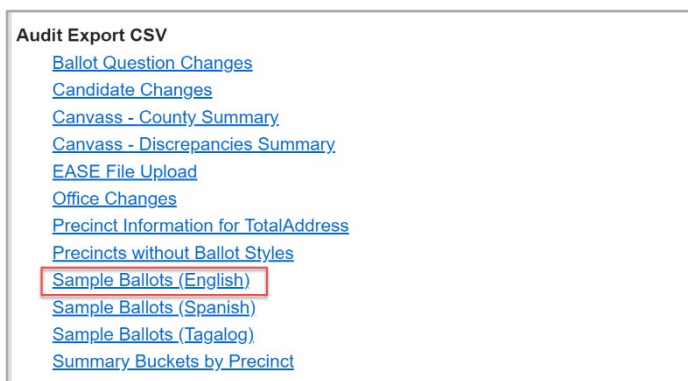 Audit Export CSV
Ballot Question Changes
Candidate Changes
Canvass - County Summary
Canvass - Discrepancies Summary
EASE File Upload
Office Changes
Precinct Information for TotalAddress
Precincts without Ballot Styles
Sample Ballots (English)
Sample Ballots (Spanish)
Sample Ballots (Tagalog)
Summary Buckets by Precinct